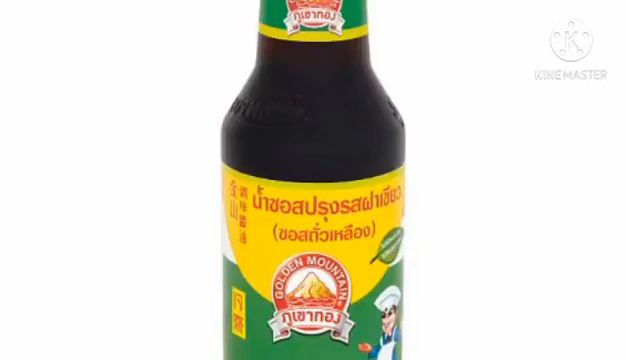 ภูเขาทอง
KINEMASTER
น้ำซอสปรุงรสฝาเขียว
(ซอสถั่วเหลือง)
金山
調味醬油
GOLDEN MOUNTAIN
ภูเขาทอง